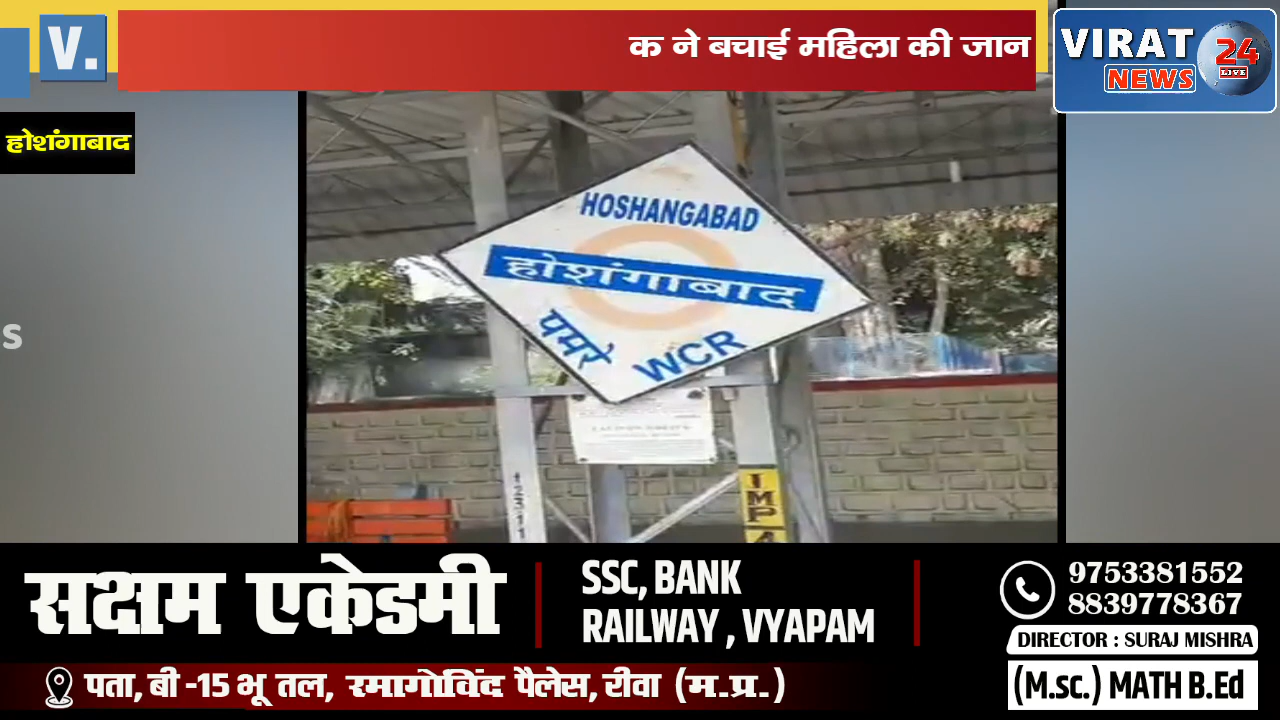 V.
क ने बचाई महिला की जान
VIRAT
NEWS
24
LIVE
होशंगाबाद
HOSHANGABAD
होशंगाबाद
पमरे
WCR
S
IMP
सक्षम एकेडमी
SSC, BANK
RAILWAY , VYAPAM
9753381552
8839778367
DIRECTOR : SURAJ MISHRA
(M.sc.) MATH B.Ed
पता, बी -15 भू तल, रमागोविंद पैलेस, रीवा (म.प्र.)